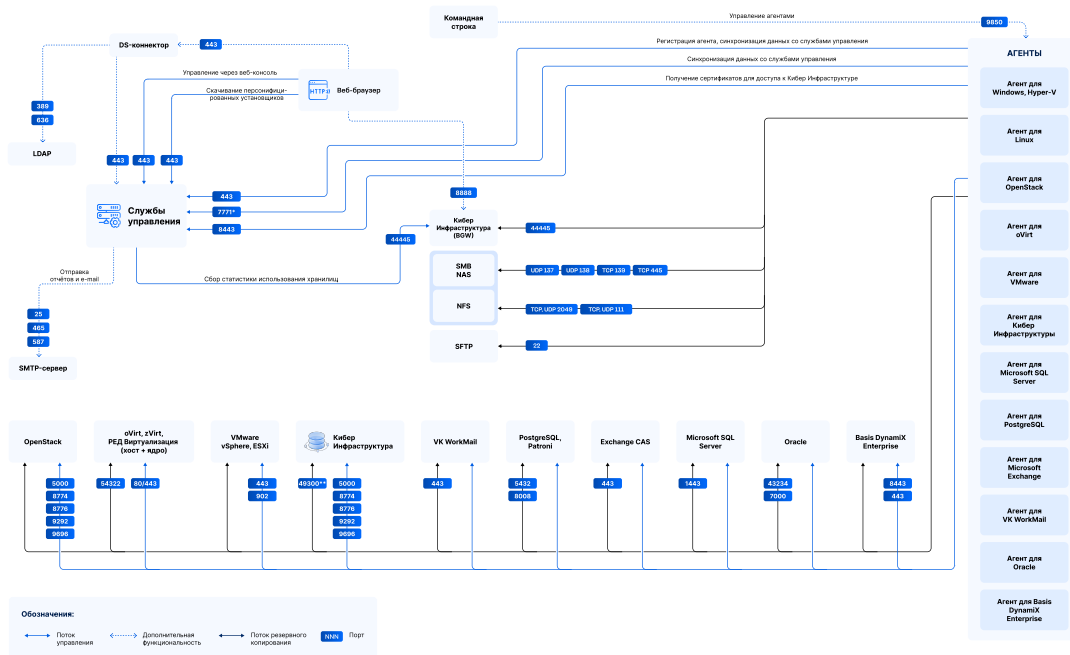 Командная
строка
Управление агентами
9850
DS-коннектор
443
Регистрация агента, синхронизация данных со службами управления
АГЕНТЫ
Синхронизация данных со службами управления
Управление через веб-консоль
Получение сертификатов для доступа к Кибер Инфраструктуре
HTTPS
Веб-браузер
Скачивание персонифици-
рованных установщиков
Агент для
Windows, Hyper-V
389
636
Агент для
Linux
LDAP
443
443
443
Агент для
OpenStack
Службы
управления
443
7771*
8443
8888
Кибер
Инфраструктура
(BGW)
44445
44445
Агент для
oVirt
SMB
NAS
UDP 137
UDP 138
TCP 139
TCP 445
Агент для
VMware
Отправка
отчётов и e-mail
Сбор статистики использования хранилищ
NFS
TCP, UDP 2049
TCP, UDP 111
25
465
587
Агент для
Кибер
Инфраструктуры
SFTP
22
SMTP-сервер
Агент для
Microsoft SQL
Server
Агент для
PostgreSQL
OpenStack
oVirt, zVirt,
РЕД Виртуализация
(хост + ядро)
VMware
vSphere, ESXi
Кибер
Инфраструктура
VK WorkMail
PostgreSQL,
Patroni
Exchange CAS
Microsoft SQL
Server
Oracle
Basis DynamiX
Enterprise
Агент для
Microsoft
Exchange
5000
8774
8776
9292
9696
54322
80/443
443
902
49300**
5000
8774
8776
9292
9696
443
5432
8008
443
1443
43234
7000
8443
443
Агент для
VK WorkMail
Агент для
Oracle
Агент для Basis
DynamiX
Enterprise
Обозначения:
Поток
управления
Дополнительная
функциональность
Поток резервного
копирования
NNN
Порт